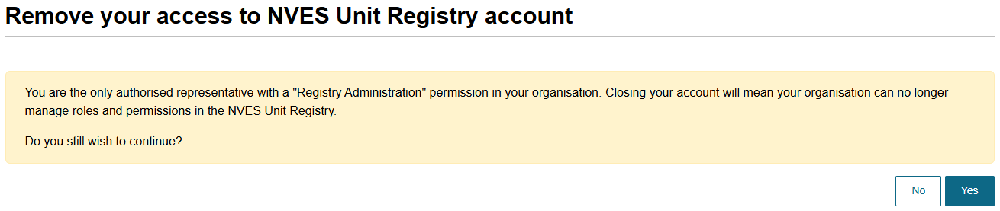 Remove your access to NVES Unit Registry account
You are the only authorised representative with a "Registry Administration" permission in your organisation. Closing your account will mean your organisation can no longer
manage roles and permissions in the NVES Unit Registry.
Do you still wish to continue?
No Yes